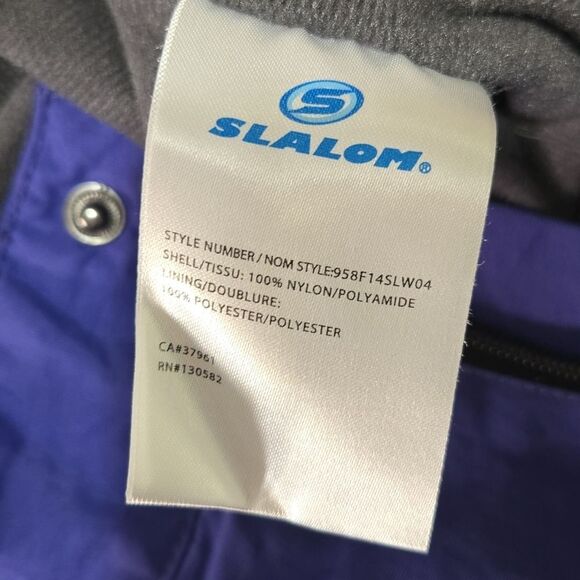 S
SLALOM®
STYLE NUMBER / NOM STYLE:958F14SLW04
SHELL/TISSU: 100% NYLON/POLYAMIDE
LINING/DOUBLURE:
100% POLYESTER/POLYESTER
CA#37961
RN#130582